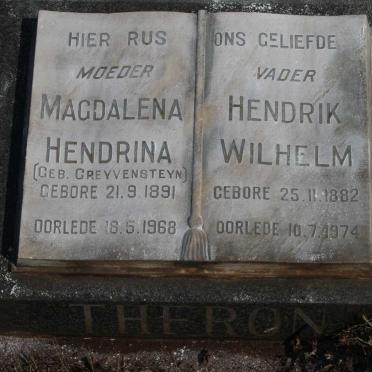 HIER RUS
MOEDER
MAGDALENA
HENDRINA
(GEB. GREYVENSTEYN)
GEBORE 21.9.1891
OORLEDE 18.5.1968
ONS GELIEFDE
VADER
HENDRIK
WILHELM
GEBORE 25.11.1882
OORLEDE 10.7.1974
THERON